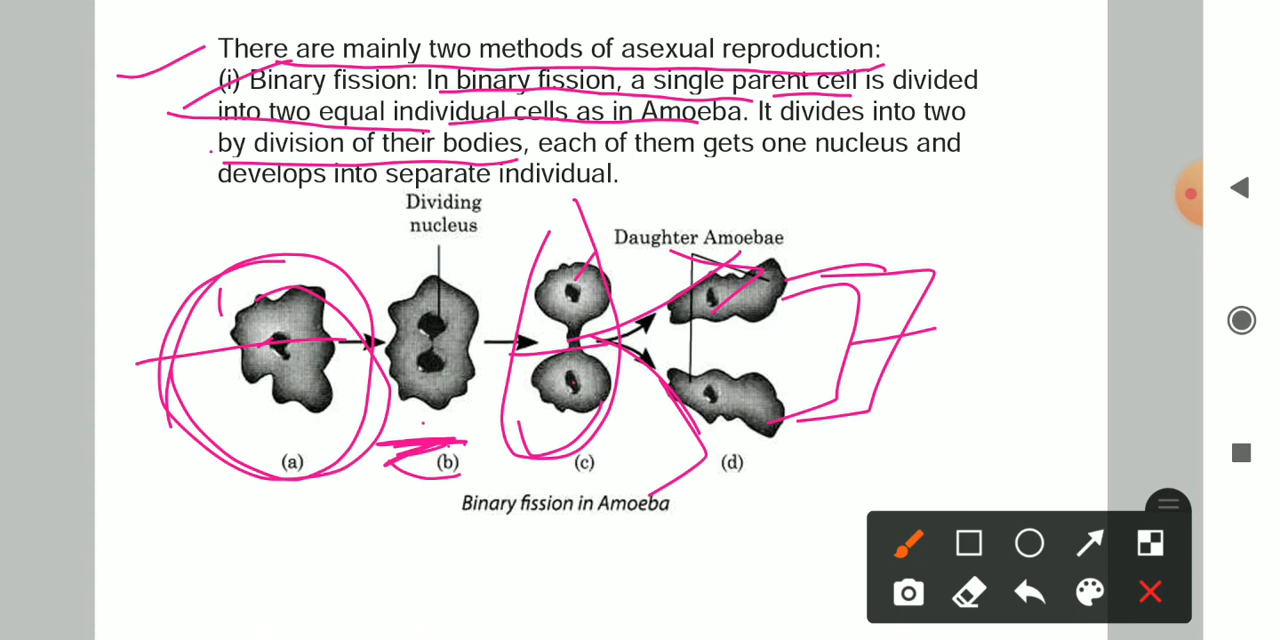 There are mainly two methods of asexual reproduction:
(i) Binary fission: In binary fission, a single parent cell is divided
into two equal individual cells as in Amoeba. It divides into two
by division of their bodies, each of them gets one nucleus and
develops into separate individual.
Dividing
nucleus
Daughter Amoebae
(a)
(b)
(c)
(d)
Binary fission in Amoeba